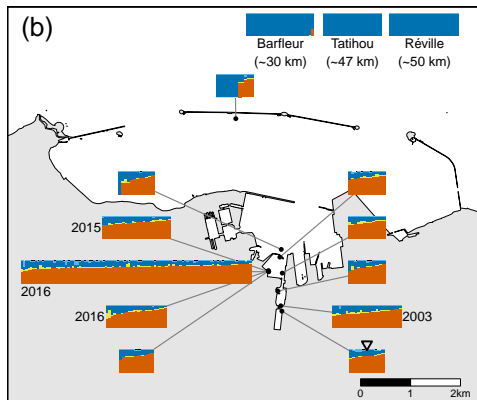 (b)
Barfleur Tatihou Réville
(~30 km) (~47 km) (~50 km)
2015
2016
2016
2003
0 1 2km